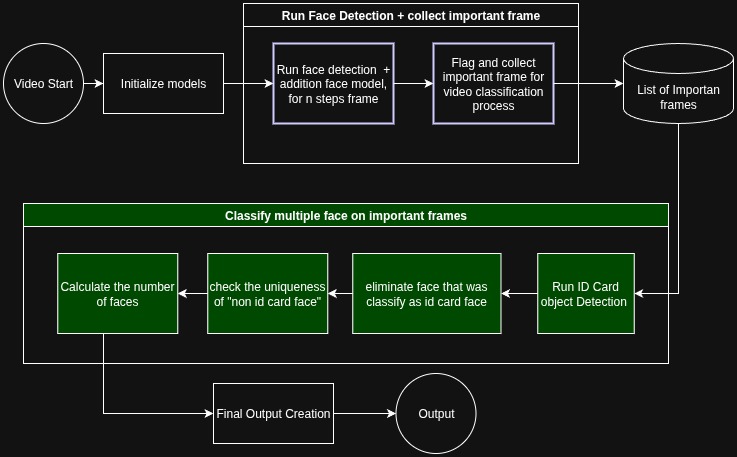 Run Face Detection + collect important frame
Video Start
Initialize models
Run face detection +
addition face model,
for n steps frame
Flag and collect
important frame for
video classification
process
List of Importan
frames
Classify multiple face on important frames
Calculate the number
of faces
check the uniqueness
of "non id card face"
eliminate face that was
classify as id card face
Run ID Card
object Detection
Final Output Creation
Output